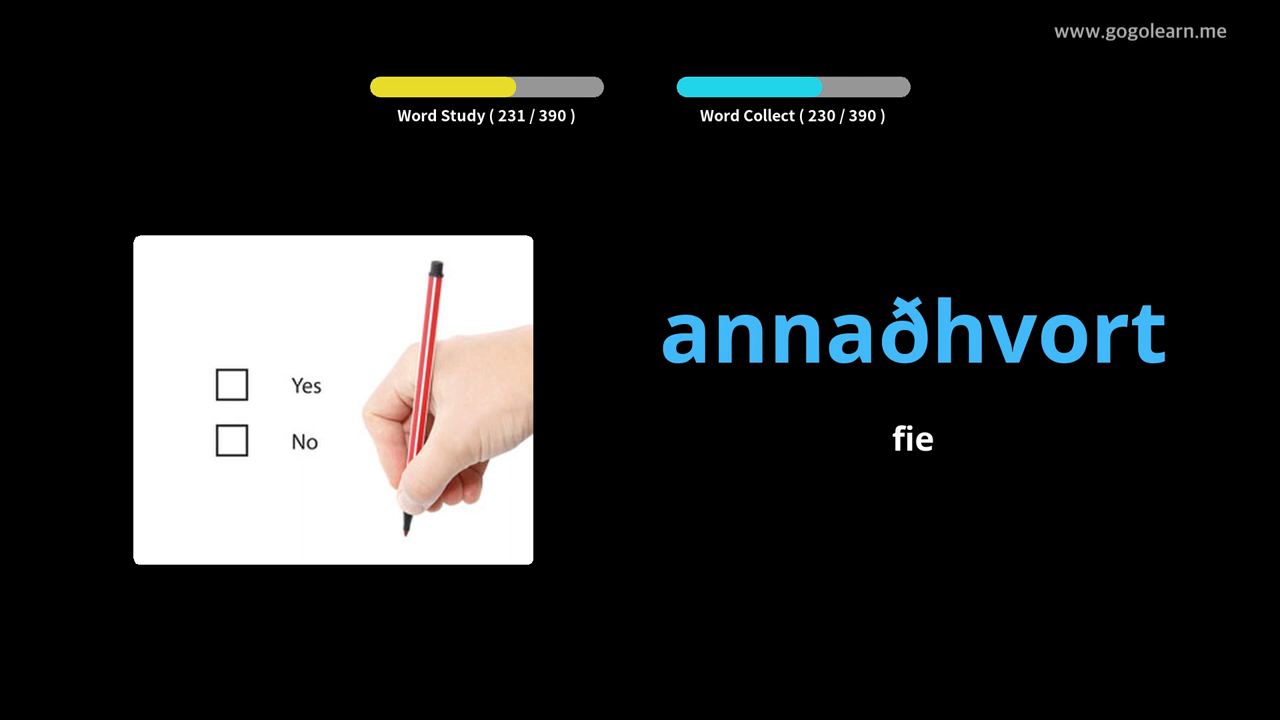 www.gogolearn.me
Word Study ( 231 / 390 )
Word Collect ( 230 / 390 )
Yes
No
annaðhvort
fie